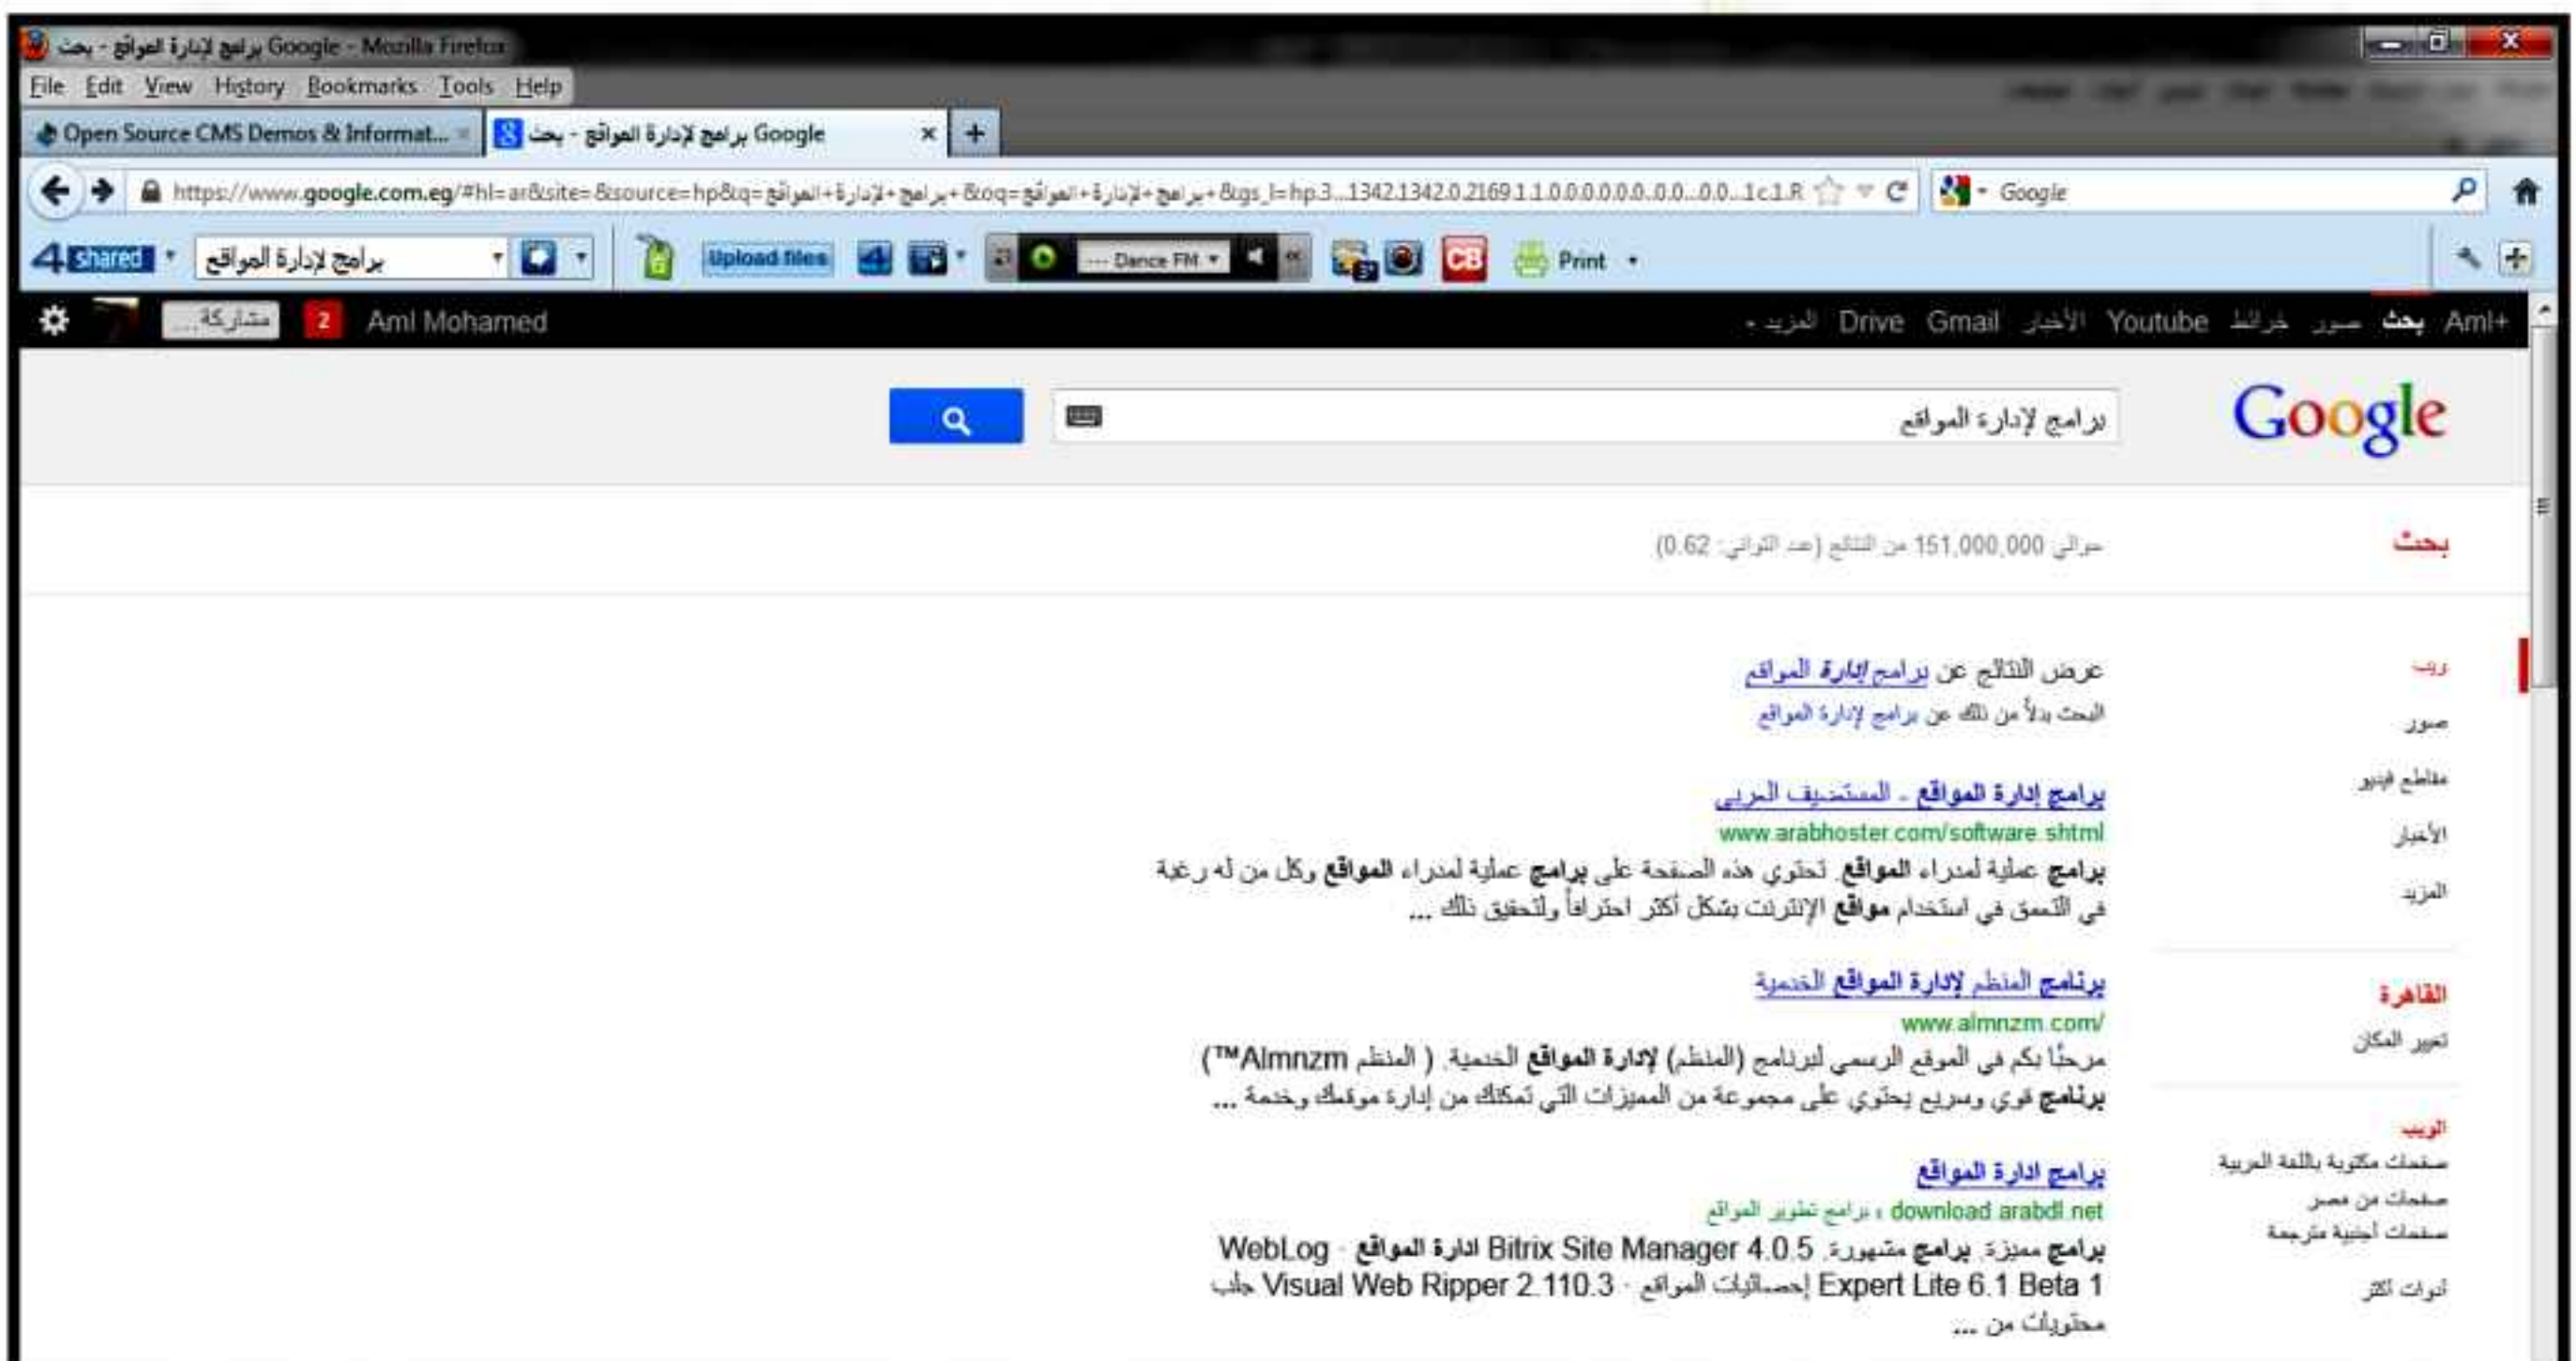 برامج لإدارة المواقع - بحث Google - Mozilla Firefox
File Edit View History Bookmarks Tools Help
Open Source CMS Demos & Informat...
برامج لإدارة المواقع - بحث Google
https://www.google.com.eg/#hl=ar&site=&source=hp&q=برامج+لإدارة+المواقع+&oq=برامج+لإدارة+المواقع+&gs_l=hp.3...1342.1342.0.2169.1.1.0.0.0.0.0.0..0.0...0.0...1c.1.R
Google
4 shared
برامج لإدارة المواقع
Upload files
Dance FM ---
CB
Print
Aml+ بحث صور خرائط Youtube الأخبار Gmail Drive المزيد
Aml Mohamed 2 مشاركة...
Google
برامج لإدارة المواقع
بحث
حوالي 151,000,000 من النتائج (عدد الثواني: 0.62)
ويب
صور
مقاطع فيديو
الأخبار
المزيد
القاهرة
تغيير المكان
الويب
صفحات مكتوبة باللغة العربية
صفحات من مصر
صفحات أجنبية مترجمة
أدوات أكثر
عرض النتائج عن برامج إدارة المواقع
البحث بدلاً من ذلك عن برامج لإدارة المواقع
برامج إدارة المواقع - المستضيف العربي
www.arabhoster.com/software.shtml
برامج عملية لمدراء المواقع. تحتوي هذه الصفحة على برامج عملية لمدراء المواقع وكل من له رغبة
في التعمق في استخدام مواقع الإنترنت بشكل أكثر احترافاً ولتحقيق ذلك ...
برنامج المنظم لإدارة المواقع الخدمية
www.almnzm.com/
مرحبًا بكم في الموقع الرسمي لبرنامج (المنظم) لإدارة المواقع الخدمية. ( المنظم Almnzm™)
برنامج قوي وسريع يحتوي على مجموعة من المميزات التي تمكنك من إدارة موقعك وخدمة ...
برامج ادارة المواقع
download.arabdl.net › برامج تطوير المواقع
برامج مميزة. برامج مشهورة. Bitrix Site Manager 4.0.5 ادارة المواقع · WebLog
Expert Lite 6.1 Beta 1 إحصائيات المواقع · Visual Web Ripper 2.110.3 جلب
محتويات من ...